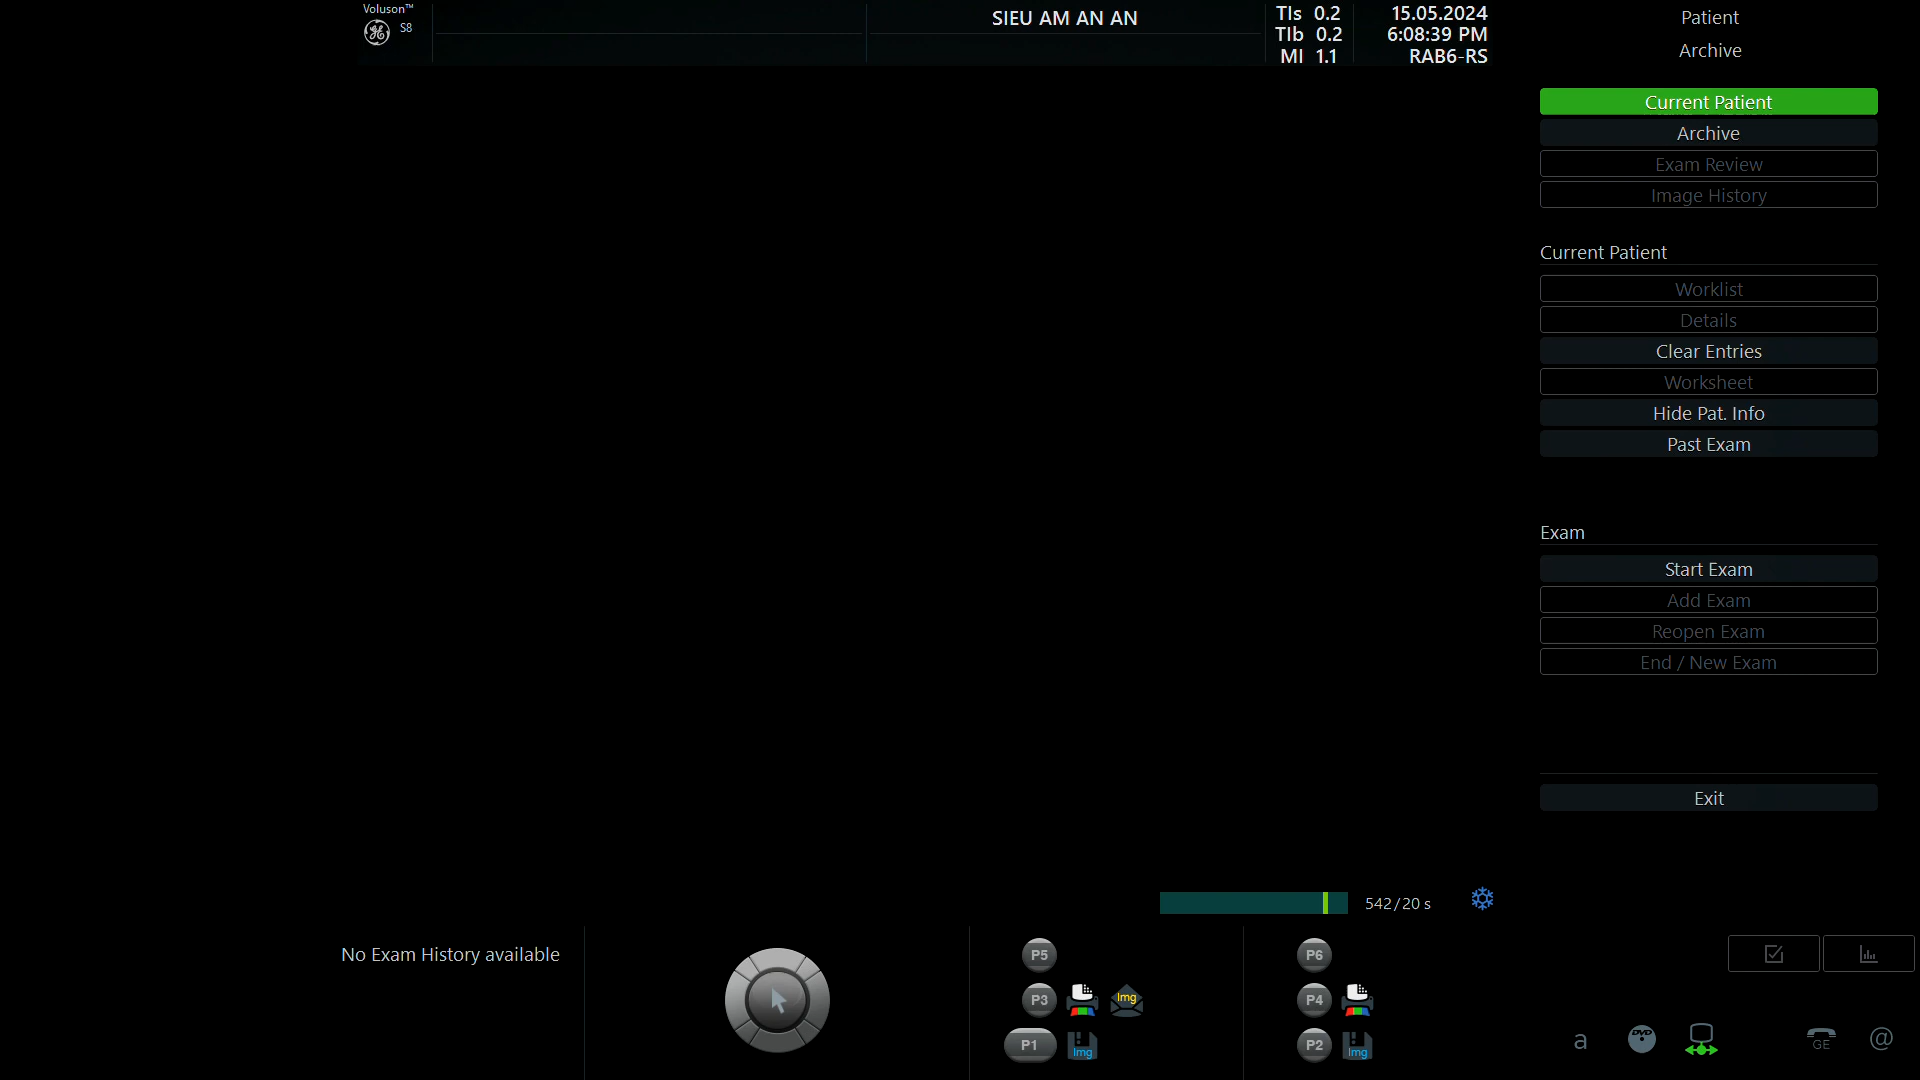 Voluson™
S8
SIEU AM AN AN
TIs 0.2
TIb 0.2
MI 1.1
15.05.2024
6:08:39 PM
RAB6-RS
Patient
Archive
Current Patient
Archive
Exam Review
Image History
Current Patient
Worklist
Details
Clear Entries
Worksheet
Hide Pat. Info
Past Exam
Exam
Start Exam
Add Exam
Reopen Exam
End / New Exam
Exit
542/20 s
No Exam History available
P5
P3 Img
P1 Img
P6
P4
P2 Img
a DVD GE @